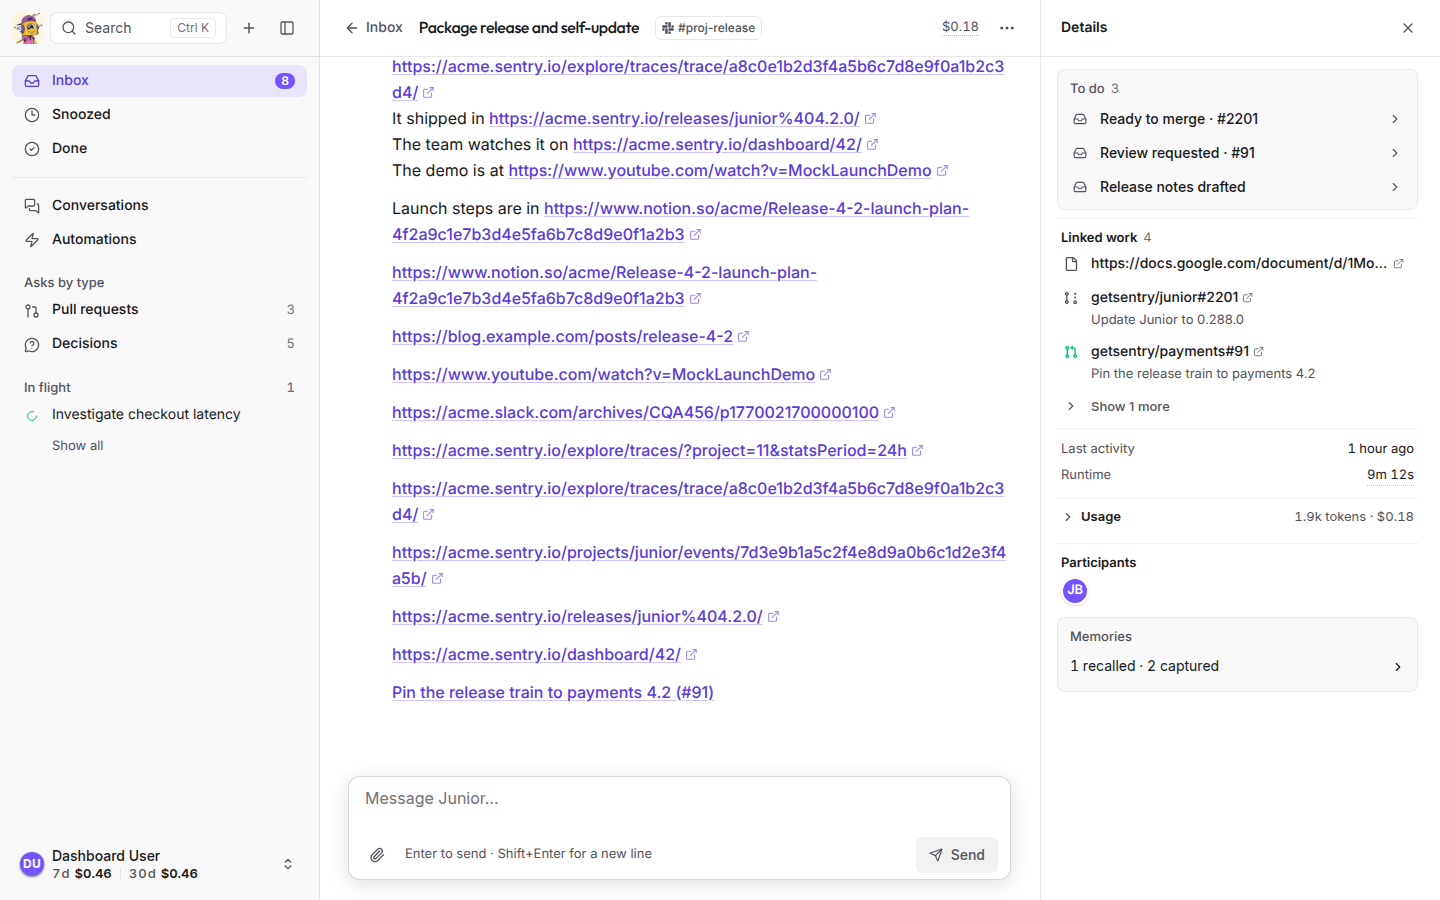 Search
Ctrl K
Inbox
8
Snoozed
Done
Conversations
Automations
Asks by type
Pull requests
3
Decisions
5
In flight
1
Investigate checkout latency
Show all
DU
Dashboard User
7d $0.46
30d $0.46
Inbox
Package release and self-update
#proj-release
$0.18
https://acme.sentry.io/explore/traces/trace/a8c0e1b2d3f4a5b6c7d8e9f0a1b2c3
d4/
It shipped in https://acme.sentry.io/releases/junior%404.2.0/
The team watches it on https://acme.sentry.io/dashboard/42/
The demo is at https://www.youtube.com/watch?v=MockLaunchDemo
Launch steps are in https://www.notion.so/acme/Release-4-2-launch-plan-
4f2a9c1e7b3d4e5fa6b7c8d9e0f1a2b3
https://www.notion.so/acme/Release-4-2-launch-plan-
4f2a9c1e7b3d4e5fa6b7c8d9e0f1a2b3
https://blog.example.com/posts/release-4-2
https://www.youtube.com/watch?v=MockLaunchDemo
https://acme.slack.com/archives/CQA456/p1770021700000100
https://acme.sentry.io/explore/traces/?project=11&statsPeriod=24h
https://acme.sentry.io/explore/traces/trace/a8c0e1b2d3f4a5b6c7d8e9f0a1b2c3
d4/
https://acme.sentry.io/projects/junior/events/7d3e9b1a5c2f4e8d9a0b6c1d2e3f4
a5b/
https://acme.sentry.io/releases/junior%404.2.0/
https://acme.sentry.io/dashboard/42/
Pin the release train to payments 4.2 (#91)
Message Junior...
Enter to send · Shift+Enter for a new line
Send
Details
To do 3
Ready to merge · #2201
Review requested · #91
Release notes drafted
Linked work 4
https://docs.google.com/document/d/1Mo...
getsentry/junior#2201
Update Junior to 0.288.0
getsentry/payments#91
Pin the release train to payments 4.2
Show 1 more
Last activity
1 hour ago
Runtime
9m 12s
Usage
1.9k tokens · $0.18
Participants
JB
Memories
1 recalled · 2 captured